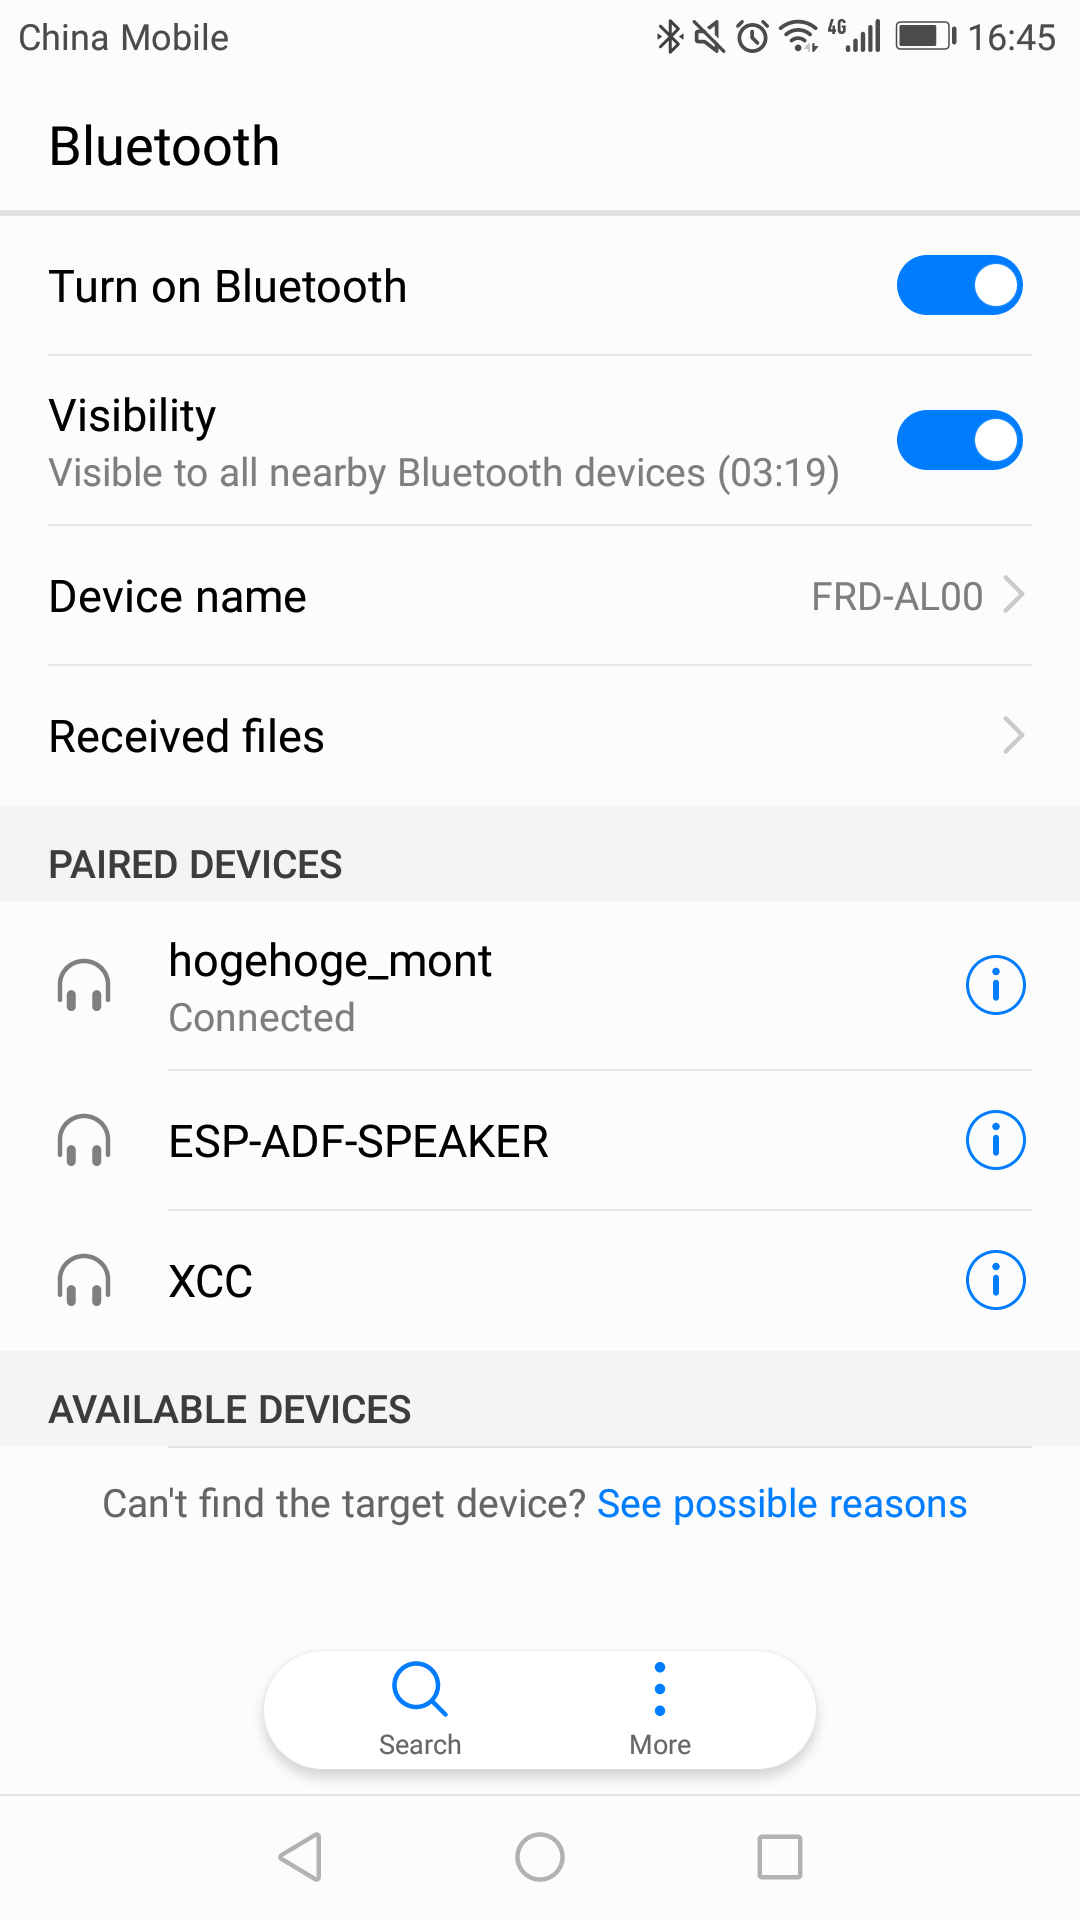 China Mobile 4G 16:45
Bluetooth
Turn on Bluetooth
Visibility
Visible to all nearby Bluetooth devices (03:19)
Device name FRD-AL00
Received files
PAIRED DEVICES
hogehoge_mont
Connected
ESP-ADF-SPEAKER
XCC
AVAILABLE DEVICES
Can't find the target device? See possible reasons
Search More